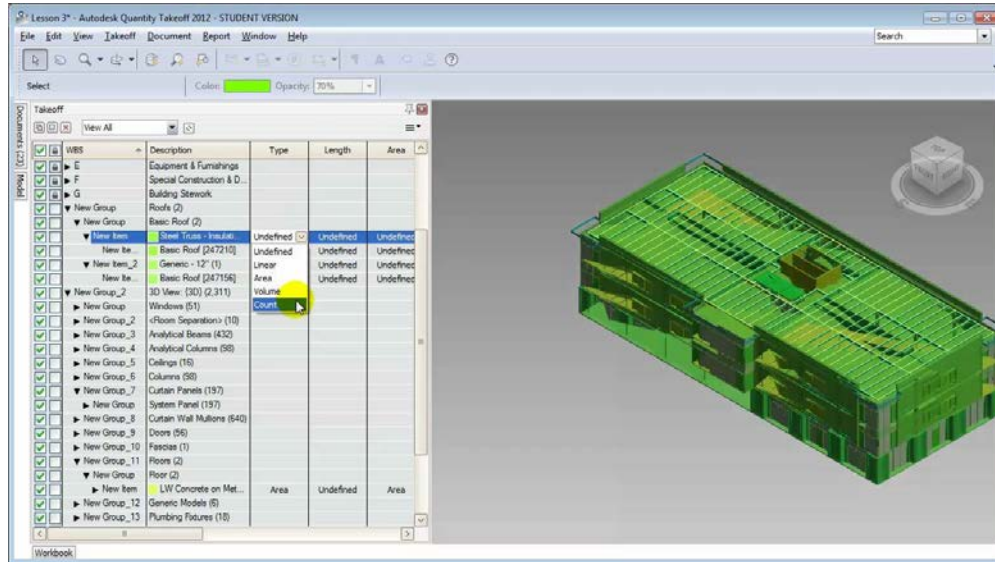 Lesson 3* - Autodesk Quantity Takeoff 2012 - STUDENT VERSION
File Edit View Takeoff Document Report Window Help
Search
Select
Color:
Opacity: 70%
Documents (23)
Model
Takeoff
View All
WBS Description Type Length Area
E Equipment & Furnishings
F Special Construction & D...
G Building Sitework
New Group Roofs (2)
New Group Basic Roof (2)
New Item Steel Truss - Insulati... Undefined Undefined Undefined
New Ite... Basic Roof [247210] Undefined Undefined Undefined
New Item_2 Generic - 12" (1) Linear Undefined Undefined
New Ite... Basic Roof [247156] Area Undefined Undefined
New Group_2 3D View: {3D} (2,311) Volume
New Group Windows (51) Count
New Group_2 <Room Separation> (10)
New Group_3 Analytical Beams (432)
New Group_4 Analytical Columns (98)
New Group_5 Ceilings (16)
New Group_6 Columns (98)
New Group_7 Curtain Panels (197)
New Group System Panel (197)
New Group_8 Curtain Wall Mullions (640)
New Group_9 Doors (56)
New Group_10 Fascias (1)
New Group_11 Floors (2)
New Group Floor (2)
New Item LW Concrete on Met... Area Undefined Area
New Group_12 Generic Models (6)
New Group_13 Plumbing Fixtures (18)
Workbook
TOP
FRONT